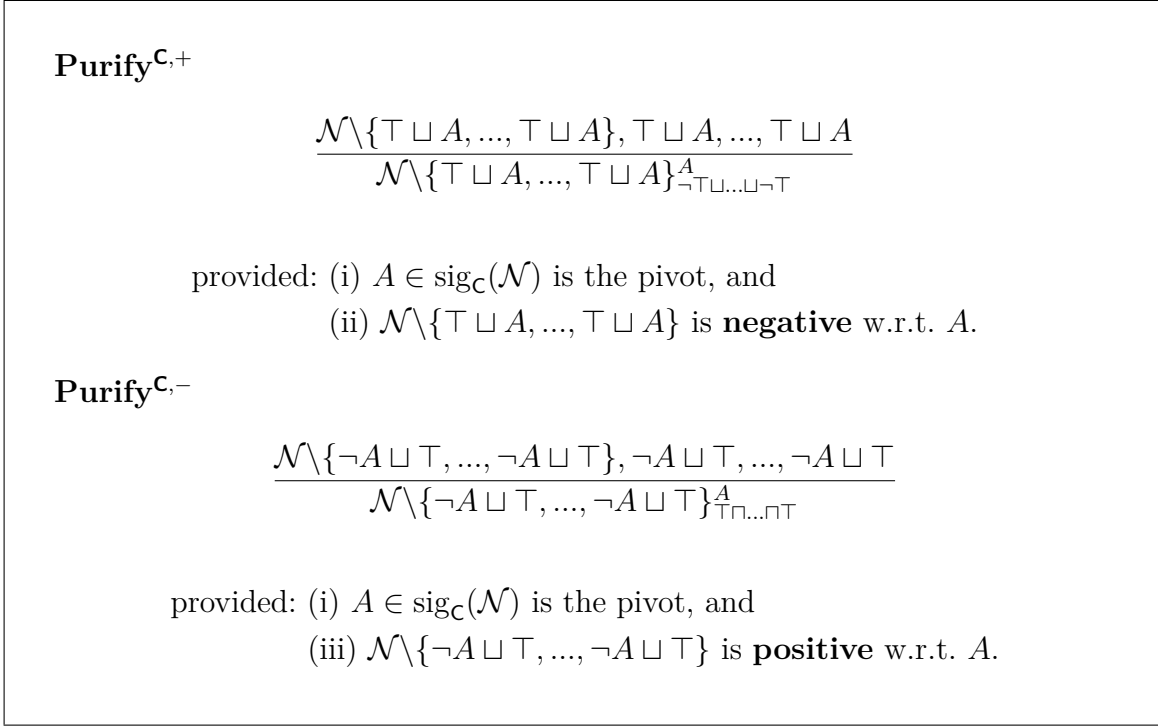 Purify^{C,+}
𝒩\{⊤ ⊔ A, ..., ⊤ ⊔ A}, ⊤ ⊔ A, ..., ⊤ ⊔ A
𝒩\{⊤ ⊔ A, ..., ⊤ ⊔ A}^{A}_{¬⊤⊔...⊔¬⊤}
provided: (i) A ∈ sig_C(𝒩) is the pivot, and
(ii) 𝒩\{⊤ ⊔ A, ..., ⊤ ⊔ A} is negative w.r.t. A.
Purify^{C,−}
𝒩\{¬A ⊔ ⊤, ..., ¬A ⊔ ⊤}, ¬A ⊔ ⊤, ..., ¬A ⊔ ⊤
𝒩\{¬A ⊔ ⊤, ..., ¬A ⊔ ⊤}^{A}_{⊤⊓...⊓⊤}
provided: (i) A ∈ sig_C(𝒩) is the pivot, and
(iii) 𝒩\{¬A ⊔ ⊤, ..., ¬A ⊔ ⊤} is positive w.r.t. A.